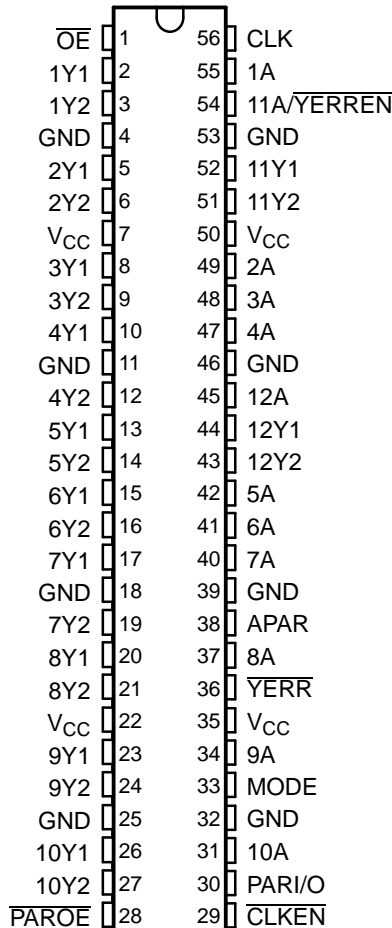 OE 1 56 CLK
1Y1 2 55 1A
1Y2 3 54 11A/YERREN
GND 4 53 GND
2Y1 5 52 11Y1
2Y2 6 51 11Y2
VCC 7 50 VCC
3Y1 8 49 2A
3Y2 9 48 3A
4Y1 10 47 4A
GND 11 46 GND
4Y2 12 45 12A
5Y1 13 44 12Y1
5Y2 14 43 12Y2
6Y1 15 42 5A
6Y2 16 41 6A
7Y1 17 40 7A
GND 18 39 GND
7Y2 19 38 APAR
8Y1 20 37 8A
8Y2 21 36 YERR
VCC 22 35 VCC
9Y1 23 34 9A
9Y2 24 33 MODE
GND 25 32 GND
10Y1 26 31 10A
10Y2 27 30 PARI/O
PAROE 28 29 CLKEN